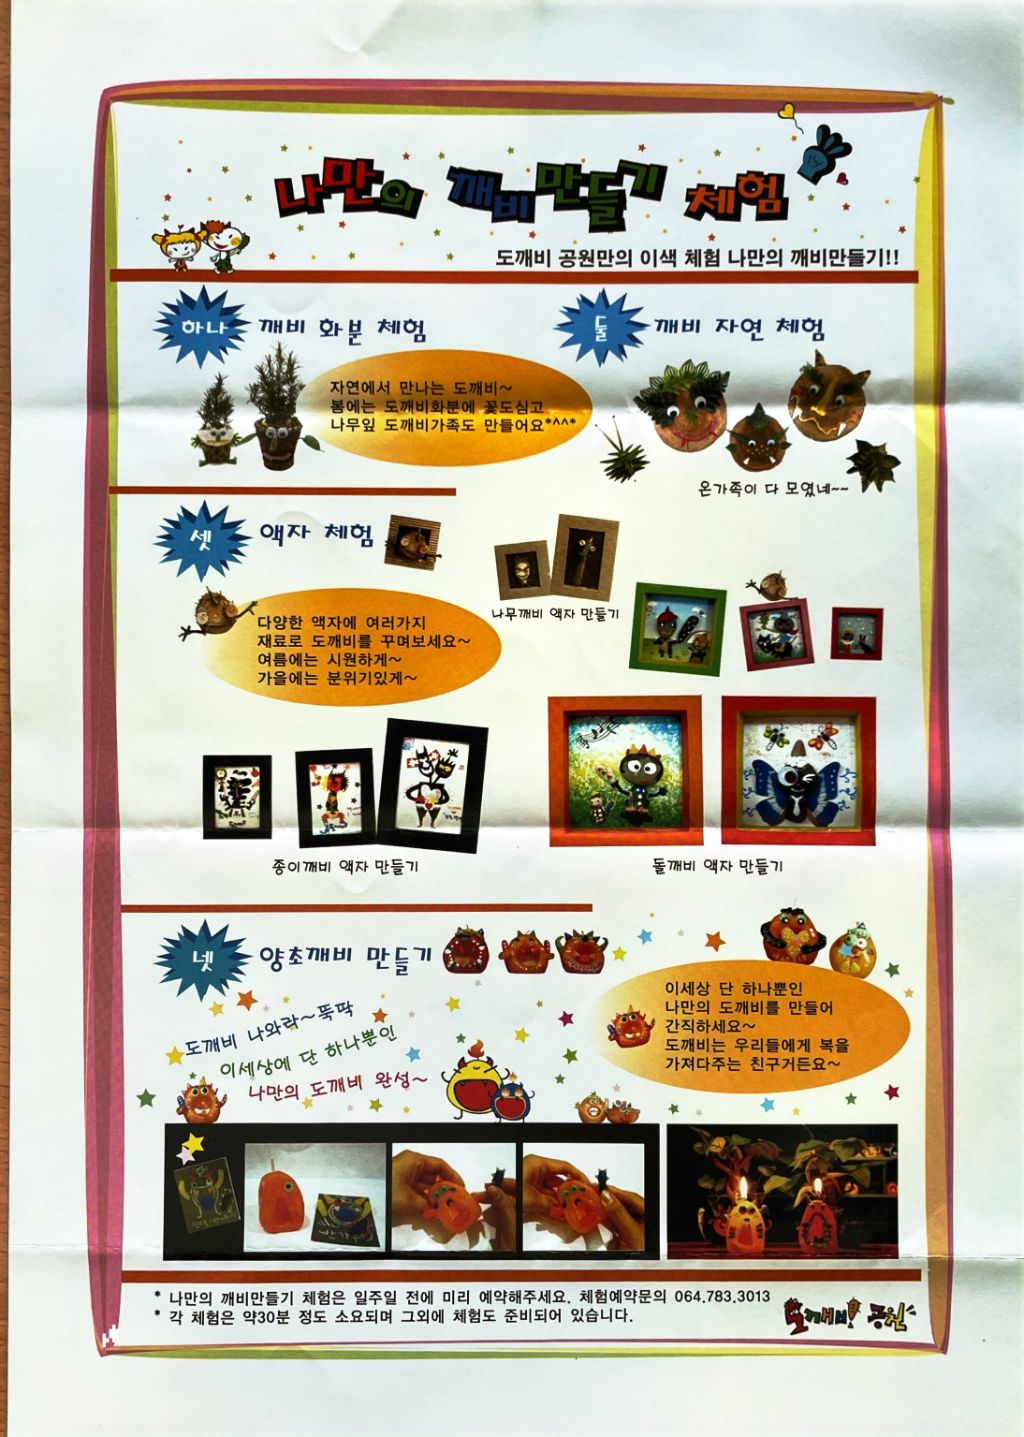 나만의 깨비만들기 체험
도깨비 공원만의 이색 체험 나만의 깨비만들기!!
하나 깨비 화분 체험
자연에서 만나는 도깨비~
봄에는 도깨비화분에 꽃도심고
나무잎 도깨비가족도 만들어요*^^*
둘 깨비 자연 체험
온가족이 다 모였네~~
셋 액자 체험
다양한 액자에 여러가지
재료로 도깨비를 꾸며보세요~
여름에는 시원하게~
가을에는 분위기있게~
나무깨비 액자 만들기
종이깨비 액자 만들기
돌깨비 액자 만들기
넷 양초깨비 만들기
도깨비 나와라~뚝딱
이세상에 단 하나뿐인
나만의 도깨비 완성~
이세상 단 하나뿐인
나만의 도깨비를 만들어
간직하세요~
도깨비는 우리들에게 복을
가져다주는 친구거든요~
* 나만의 깨비만들기 체험은 일주일 전에 미리 예약해주세요. 체험예약문의 064.783.3013
* 각 체험은 약30분 정도 소요되며 그외에 체험도 준비되어 있습니다.
도깨비 공원